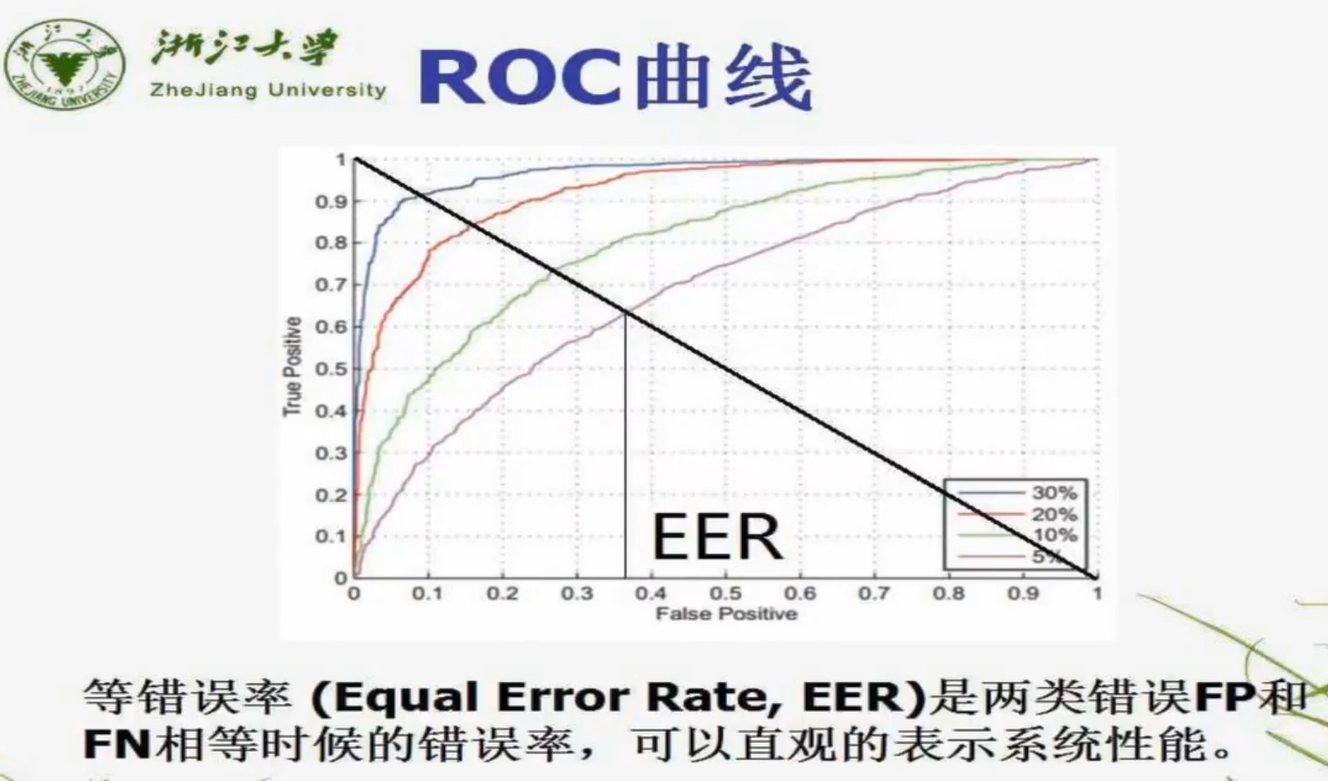 浙江大学
ZheJiang University
ZHEJIANG UNIVERSITY
1897
ROC曲线
True Positive
1
0.9
0.8
0.7
0.6
0.5
0.4
0.3
0.2
0.1
0
0 0.1 0.2 0.3 0.4 0.5 0.6 0.7 0.8 0.9 1
False Positive
EER
30%
20%
10%
5%
等错误率 (Equal Error Rate, EER)是两类错误FP和
FN相等时候的错误率，可以直观的表示系统性能。